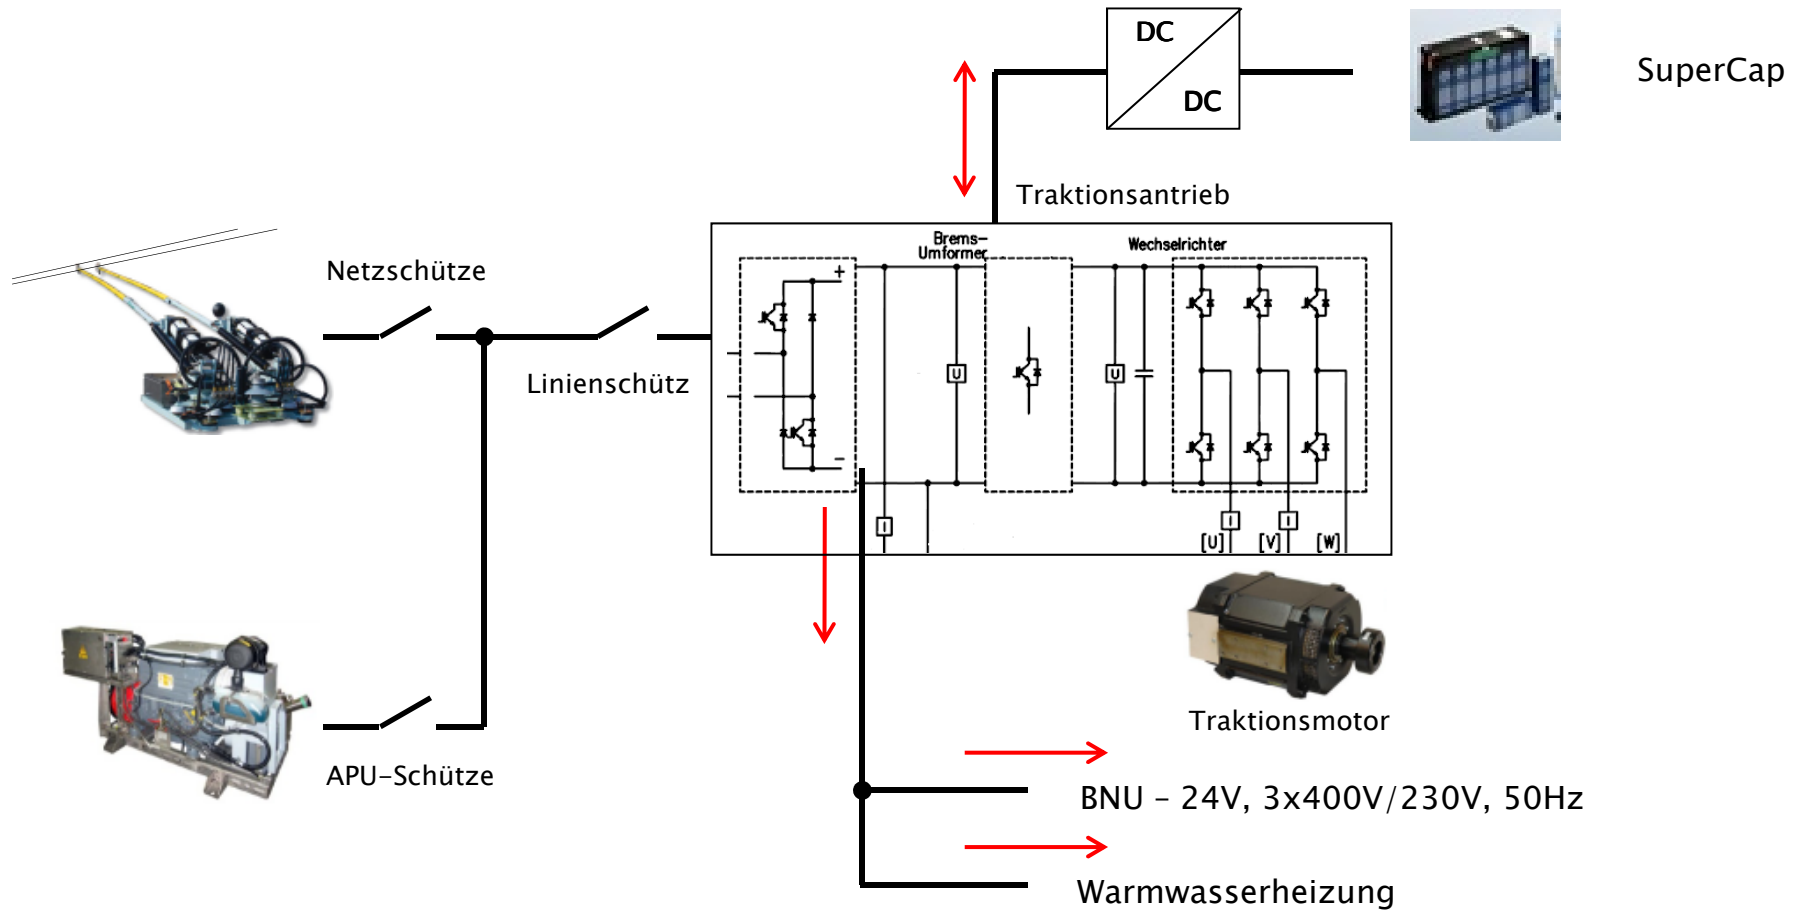 DC
DC
SuperCap
Traktionsantrieb
Brems-
Umformer
Wechselrichter
Netzschütze
+
U
U
Linienschütz
-
I
I
I
[U]
[V]
[W]
Traktionsmotor
APU-Schütze
BNU – 24V, 3x400V/230V, 50Hz
Warmwasserheizung